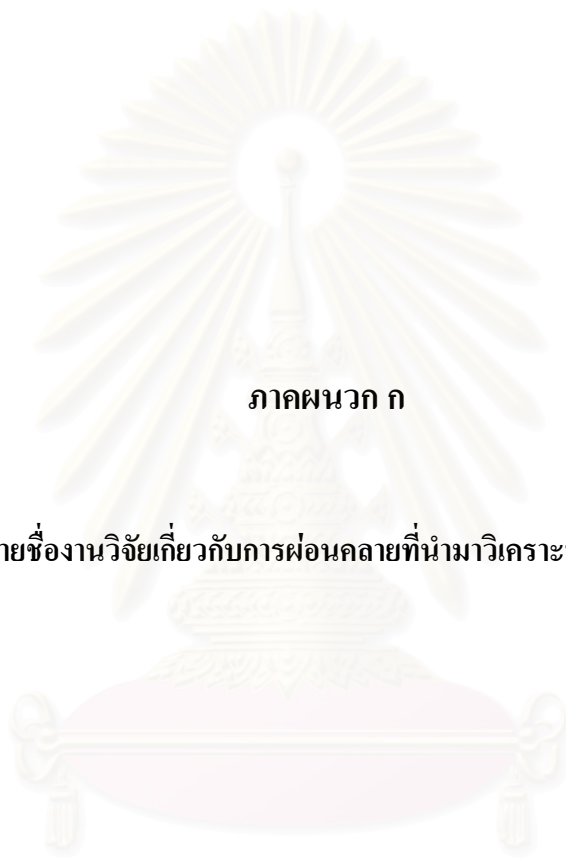 ภาคผนวก ก
ายชื่องานวิจัยเกี่ยวกับการผ่อนคลายที่นำมาวิเคราะ